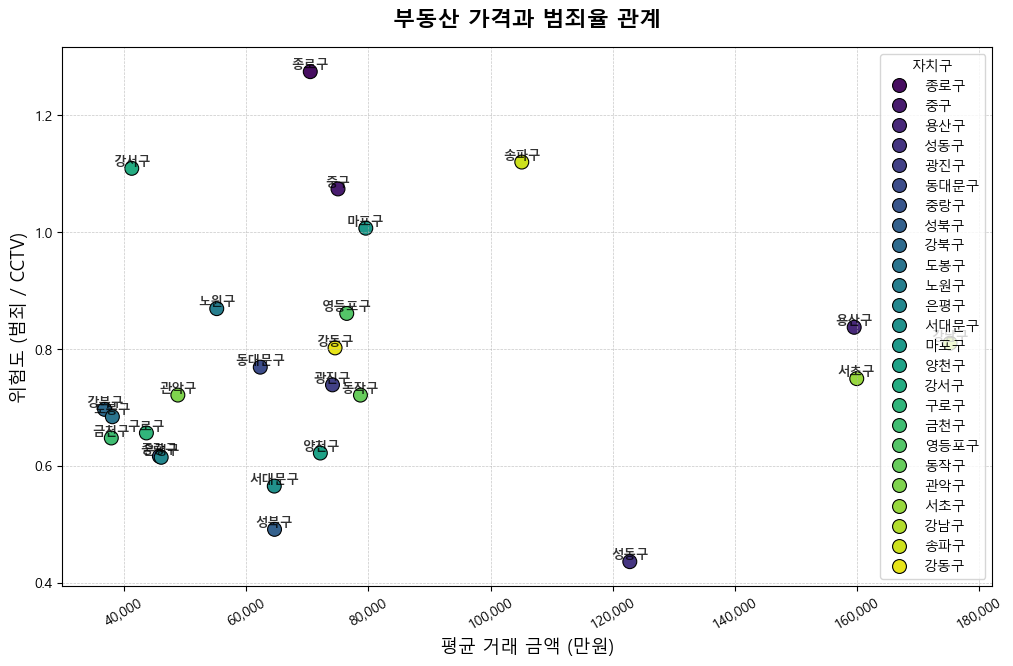 부동산 가격과 범죄율 관계
위험도 (범죄 / CCTV)
1.2
1.0
0.8
0.6
0.4
종로구
강서구
송파구
중구
마포구
노원구
영등포구
용산구
강동구
동대문구
서초구
광진구
동작구
관악구
강북구
금천구
구로구
양천구
서대문구
성북구
성동구
자치구
종로구
중구
용산구
성동구
광진구
동대문구
중랑구
성북구
강북구
도봉구
노원구
은평구
서대문구
마포구
양천구
강서구
구로구
금천구
영등포구
동작구
관악구
서초구
강남구
송파구
강동구
40,000
60,000
80,000
100,000
120,000
140,000
160,000
180,000
평균 거래 금액 (만원)